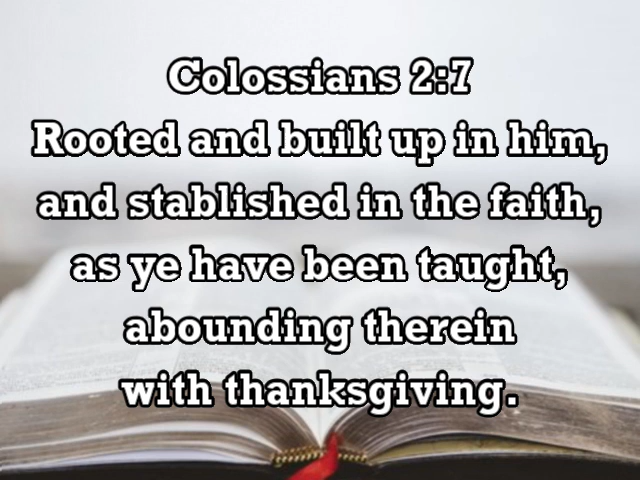 Colossians 2:7
Rooted and built up in him,
and stablished in the faith,
as ye have been taught,
abounding therein
with thanksgiving.